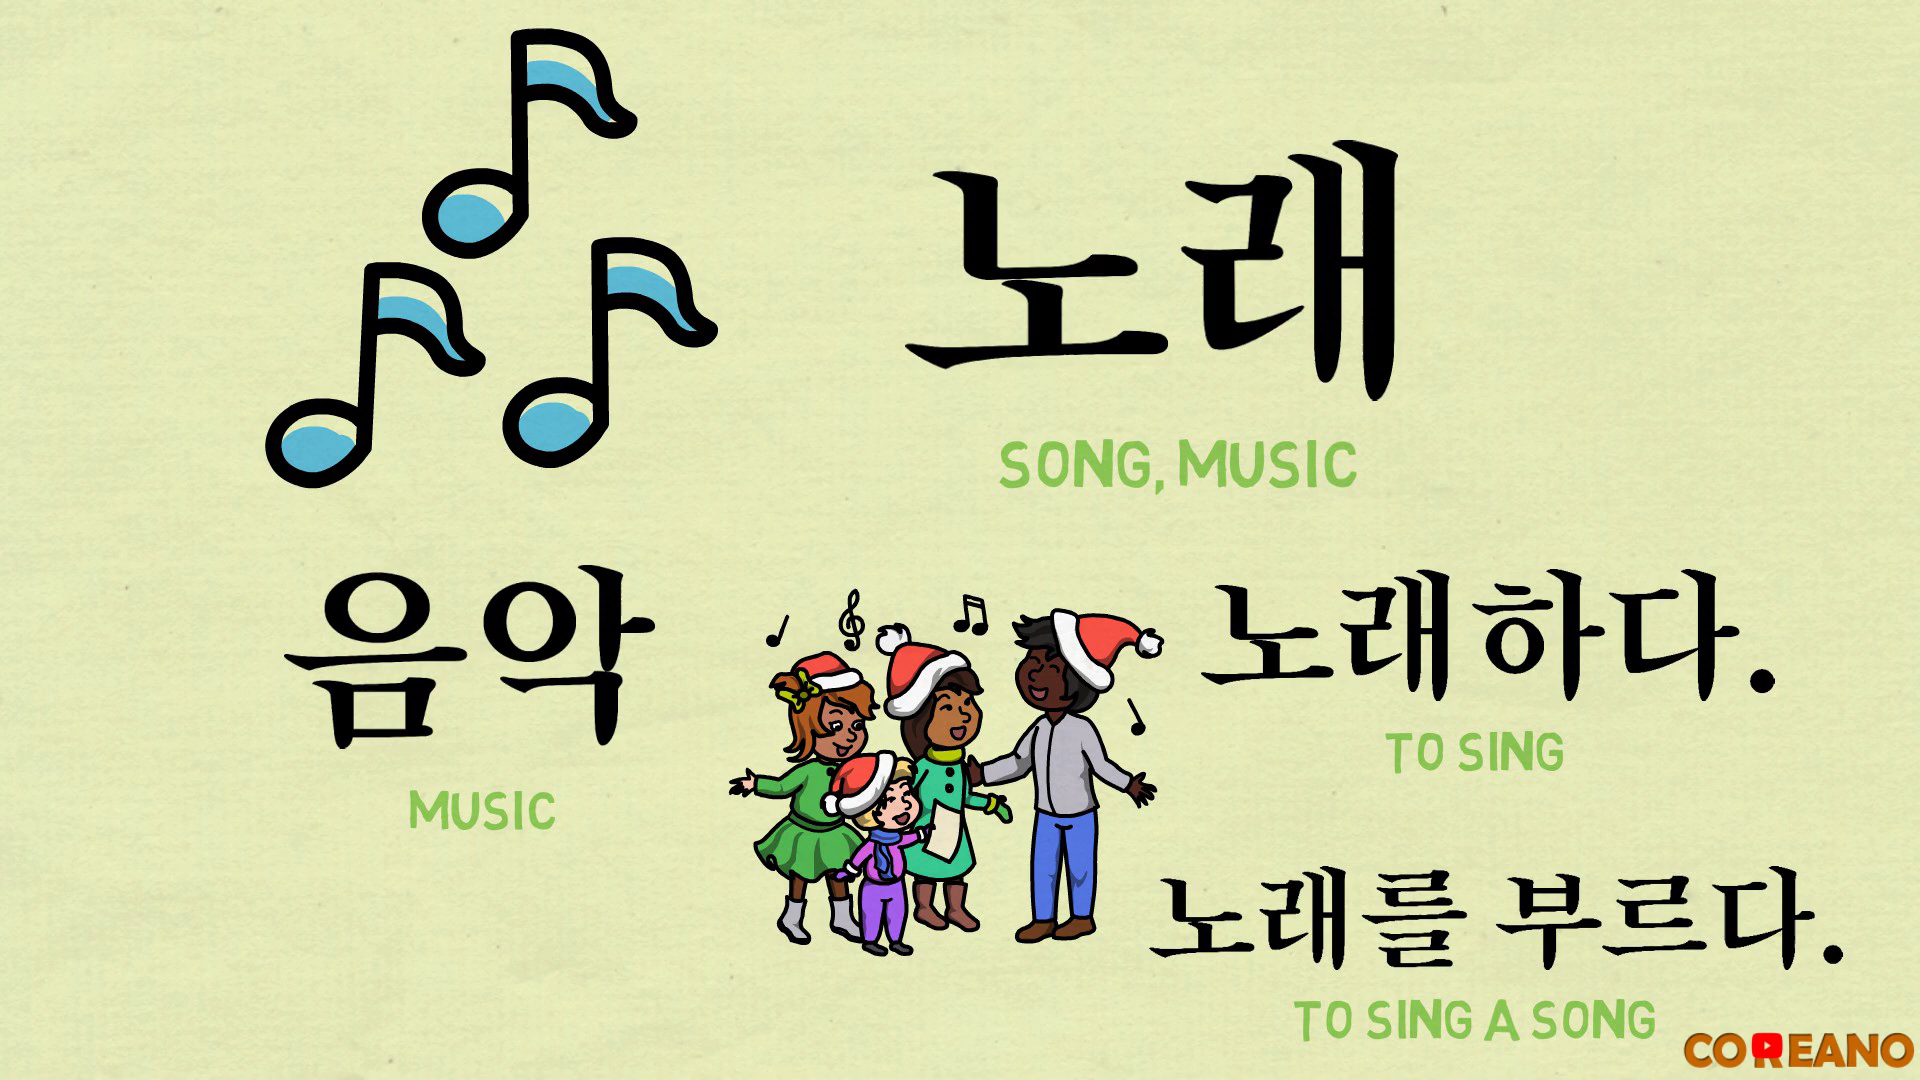 노래
SONG, MUSIC
음악
MUSIC
노래하다.
TO SING
노래를 부르다.
TO SING A SONG
COREANO